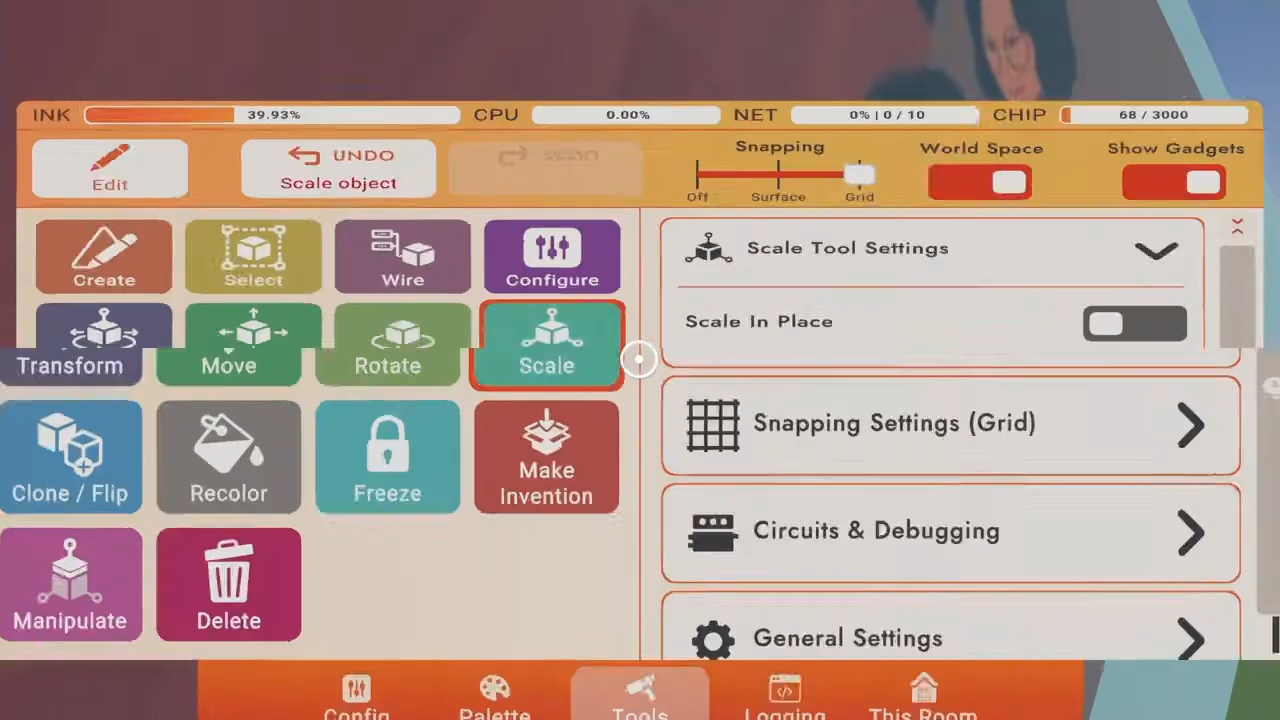 INK 39.93% CPU 0.00% NET 0% | 0 / 10 CHIP 68 / 3000
Edit
UNDO
Scale object
Snapping
Off Surface Grid
World Space
Show Gadgets
Create Select Wire Configure
Transform Move Rotate Scale
Clone / Flip Recolor Freeze Make Invention
Manipulate Delete
Scale Tool Settings
Scale In Place
Snapping Settings (Grid)
Circuits & Debugging
General Settings
Config Palette Tools Logging This Room